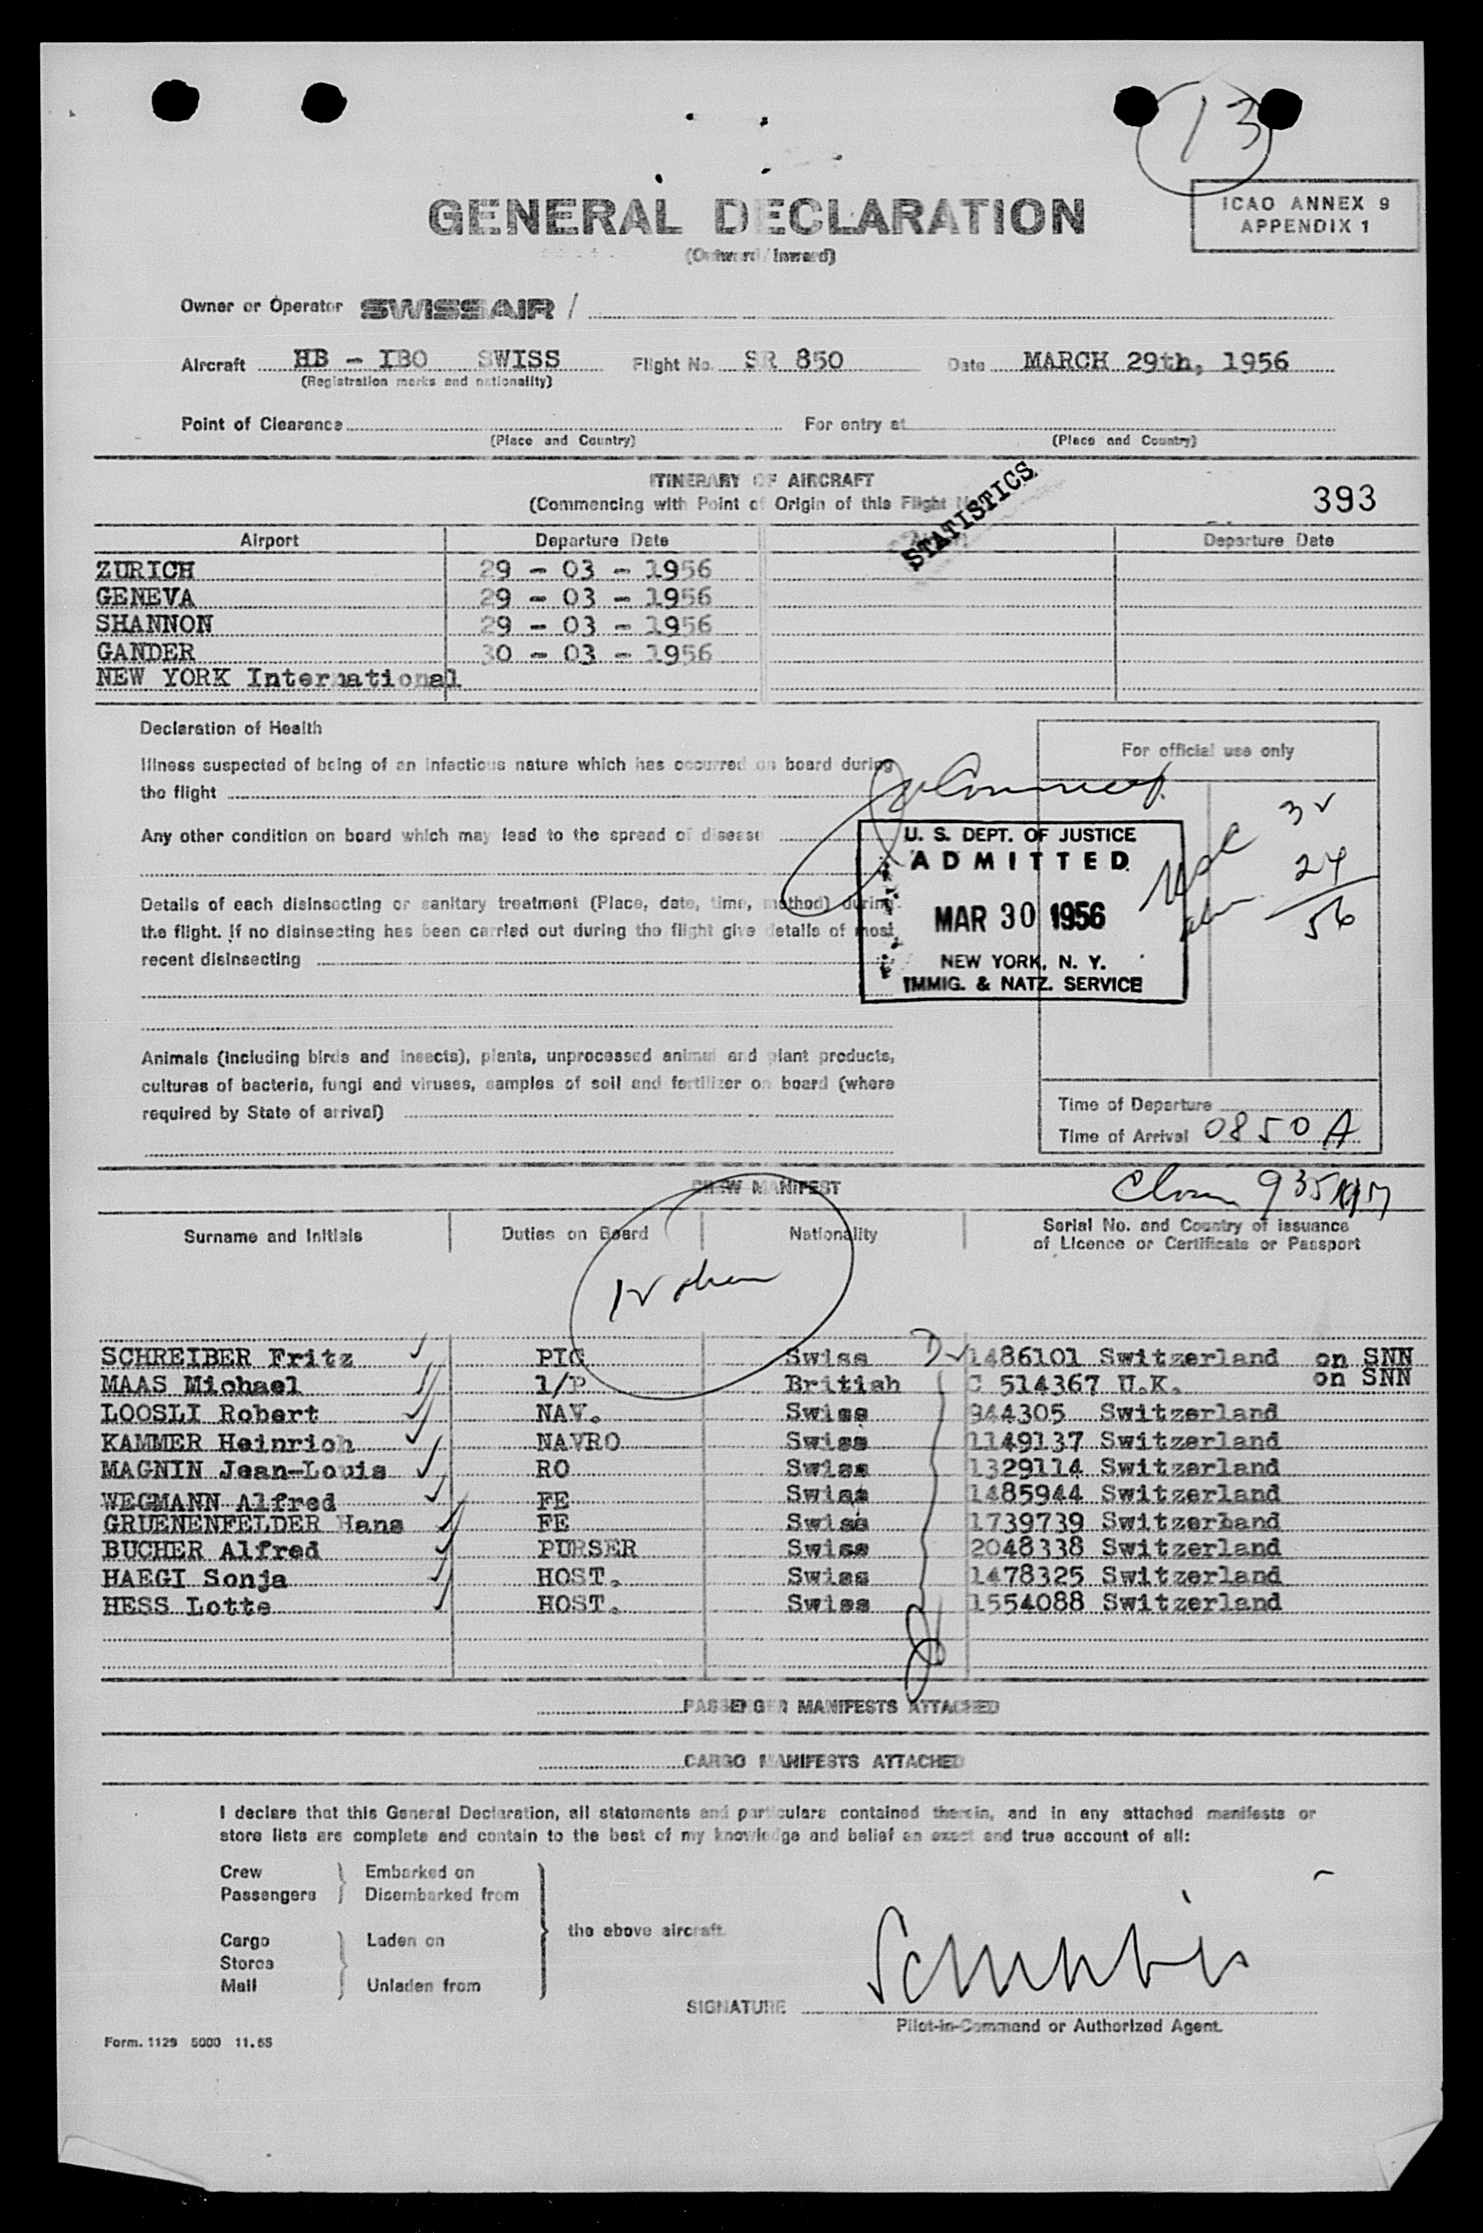 13
GENERAL DECLARATION
(Outward/Inward)
ICAO ANNEX 9
APPENDIX 1
Owner or Operator SWISSAIR /
Aircraft HB - IBO SWISS Flight No. SR 850 Date MARCH 29th, 1956
(Registration marks and nationality)
Point of Clearance For entry at
(Place and Country) (Place and Country)
ITINERARY OF AIRCRAFT
(Commencing with Point of Origin of this Flight
STATISTICS
393
Airport Departure Date Departure Date
ZURICH 29 - 03 - 1956
GENEVA 29 - 03 - 1956
SHANNON 29 - 03 - 1956
GANDER 30 - 03 - 1956
NEW YORK International
Declaration of Health
Illness suspected of being of an infectious nature which has occurred on board during
the flight
Any other condition on board which may lead to the spread of disease
Details of each disinsecting or sanitary treatment (Place, date, time, method) during
the flight. If no disinsecting has been carried out during the flight give details of most
recent disinsecting
Animals (including birds and insects), plants, unprocessed animal and plant products,
cultures of bacteria, fungi and viruses, samples of soil and fertilizer on board (where
required by State of arrival)
For official use only
U. S. DEPT. OF JUSTICE
ADMITTED
MAR 30 1956
NEW YORK, N. Y.
IMMIG. & NATZ. SERVICE
USC 32
24
56
Time of Departure
Time of Arrival 0850 A
CREW MANIFEST
935
Surname and Initials Duties on Board Nationality Serial No. and Country of issuance
of Licence or Certificate or Passport
SCHREIBER Fritz PIC Swiss 1486101 Switzerland on SNN
MAAS Michael 1/P British C 514367 U.K. on SNN
LOOSLI Robert NAV. Swiss 944305 Switzerland
KAMMER Heinrich NAVRO Swiss 1149137 Switzerland
MAGNIN Jean-Louis RO Swiss 1329114 Switzerland
WEGMANN Alfred FE Swiss 1485944 Switzerland
GRUENENFELDER Hans FE Swiss 1739739 Switzerband
BUCHER Alfred PURSER Swiss 2048338 Switzerland
HAEGI Sonja HOST. Swiss 1478325 Switzerland
HESS Lotte HOST. Swiss 1554088 Switzerland
PASSENGER MANIFESTS ATTACHED
CARGO MANIFESTS ATTACHED
I declare that this General Declaration, all statements and particulars contained therein, and in any attached manifests or
store lists are complete and contain to the best of my knowledge and belief an exact and true account of all:
Crew Embarked on
Passengers Disembarked from
the above aircraft.
Cargo Laden on
Stores
Mail Unladen from
SIGNATURE
Pilot-in-Command or Authorized Agent.
Form. 1129 5000 11.55